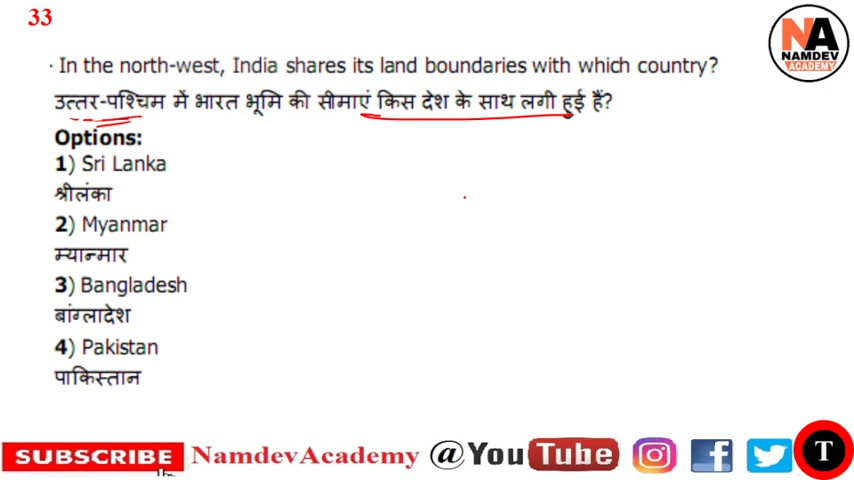 33
NA
NAMDEV
ACADEMY
· In the north-west, India shares its land boundaries with which country?
उत्तर-पश्चिम में भारत भूमि की सीमाएं किस देश के साथ लगी हुई हैं?
Options:
1) Sri Lanka
श्रीलंका
2) Myanmar
म्यान्मार
3) Bangladesh
बांग्लादेश
4) Pakistan
पाकिस्तान
SUBSCRIBE NamdevAcademy @YouTube T